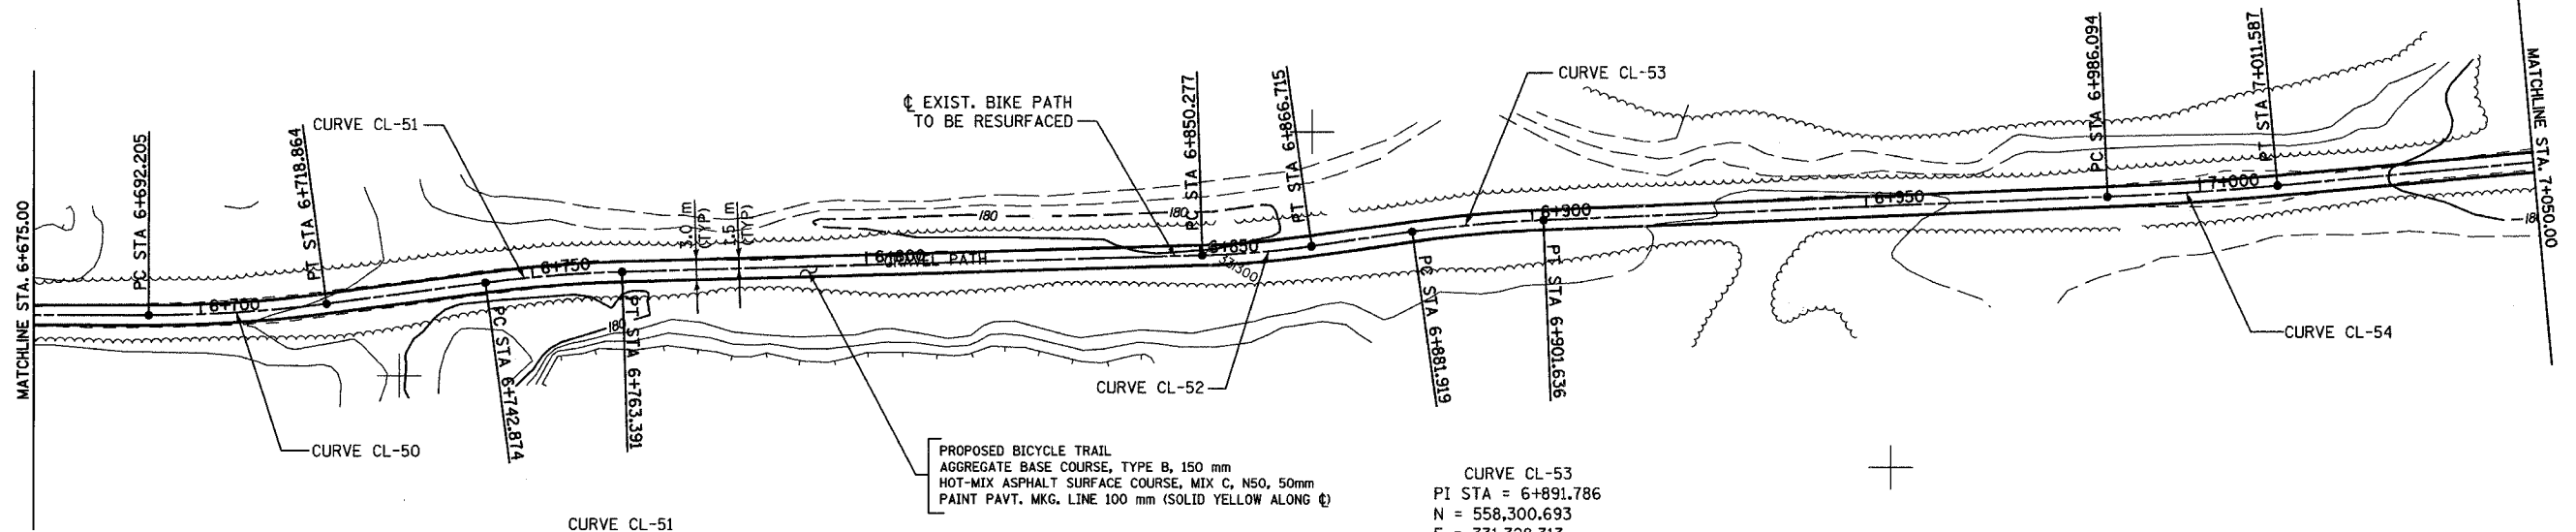 MATCHLINE STA. 6+675.00
PC STA 6+692.205
PT STA 6+718.864
CURVE CL-51
℄ EXIST. BIKE PATH
TO BE RESURFACED
PC STA 6+850.277
PT STA 6+866.715
CURVE CL-53
PC STA 6+986.094
PT STA 7+011.587
MATCHLINE STA. 7+050.00
6+700
6+750
3.0 m
(TYP)
1.5 m
(TYP)
180
180
6+800
GRAVEL PATH
6+850
331300
6+900
6+950
7+000
180
CURVE CL-50
PC STA 6+742.874
PT STA 6+763.391
CURVE CL-52
PC STA 6+881.919
PT STA 6+901.636
CURVE CL-54
PROPOSED BICYCLE TRAIL
AGGREGATE BASE COURSE, TYPE B, 150 mm
HOT-MIX ASPHALT SURFACE COURSE, MIX C, N50, 50mm
PAINT PAVT. MKG. LINE 100 mm (SOLID YELLOW ALONG ℄)
CURVE CL-51
CURVE CL-53
PI STA = 6+891.786
N = 558,300.693